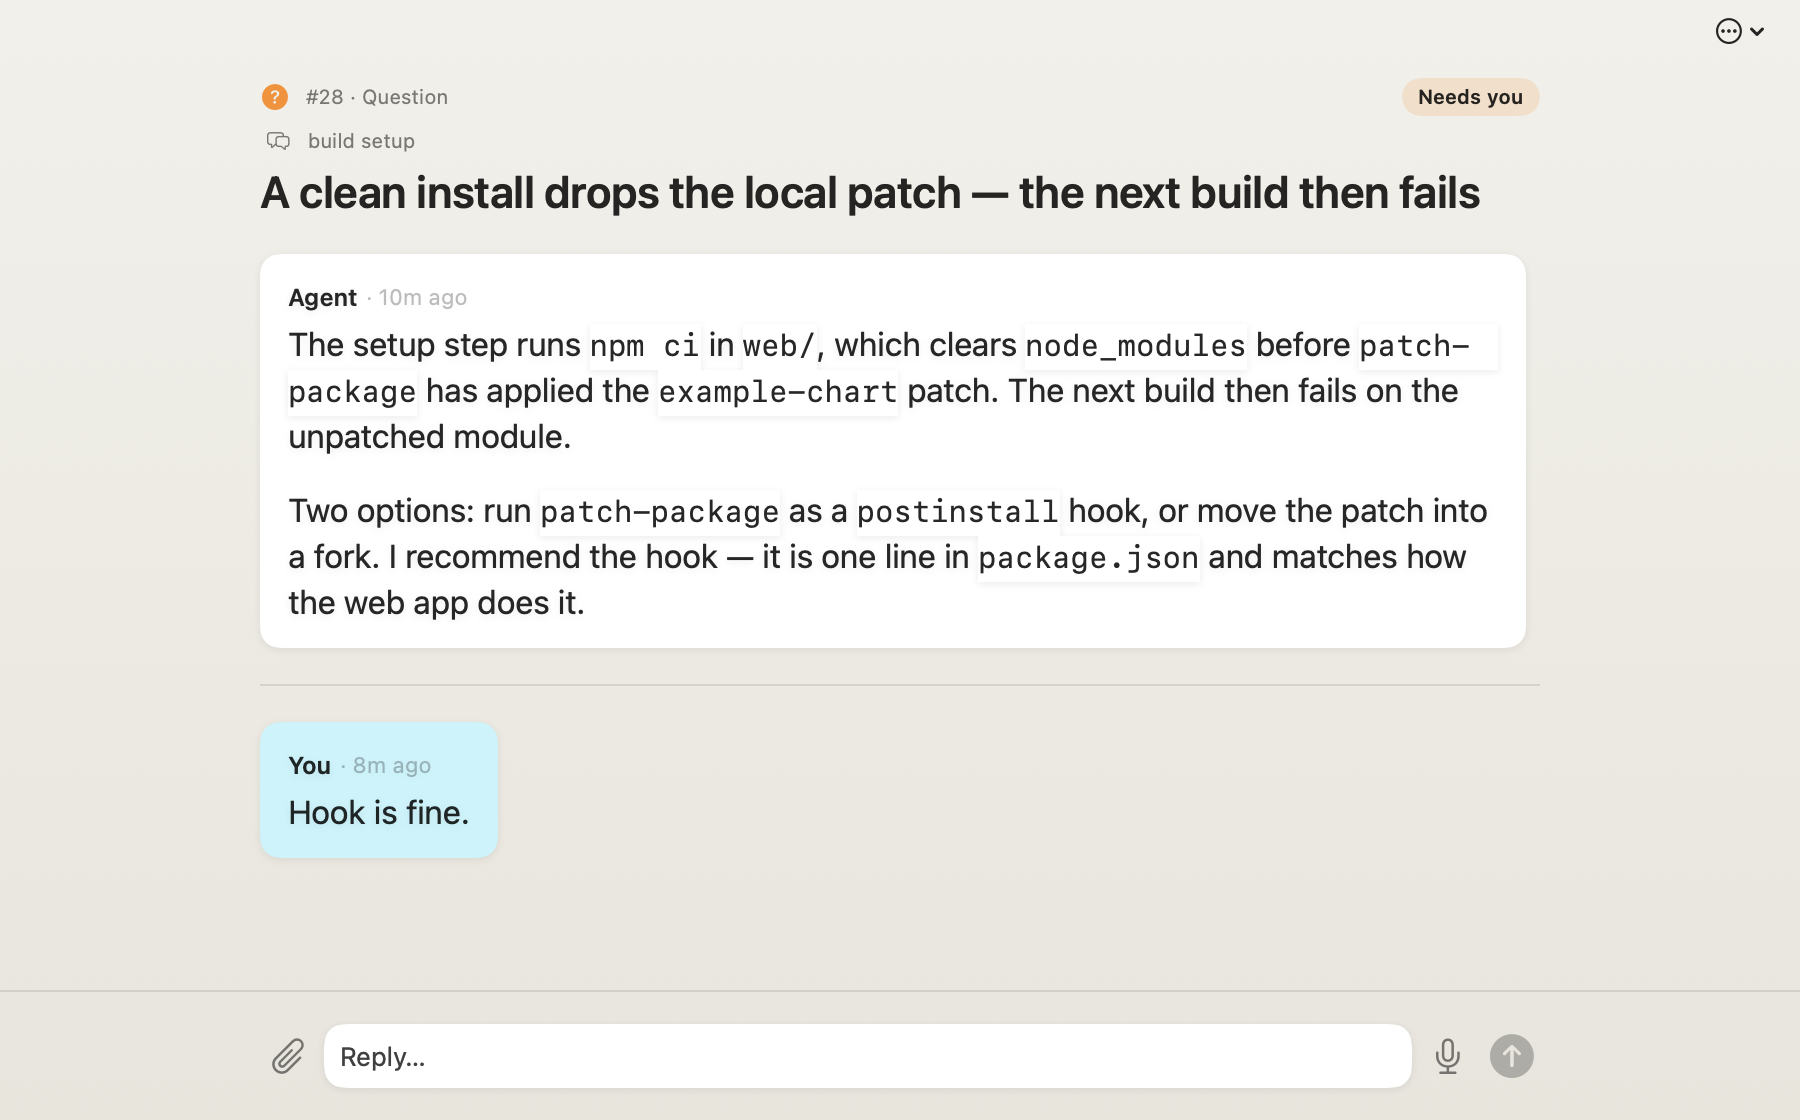 #28 · Question
Needs you
build setup
A clean install drops the local patch — the next build then fails
Agent · 10m ago
The setup step runs npm ci in web/, which clears node_modules before patch-
package has applied the example-chart patch. The next build then fails on the
unpatched module.
Two options: run patch-package as a postinstall hook, or move the patch into
a fork. I recommend the hook — it is one line in package.json and matches how
the web app does it.
You · 8m ago
Hook is fine.
Reply...